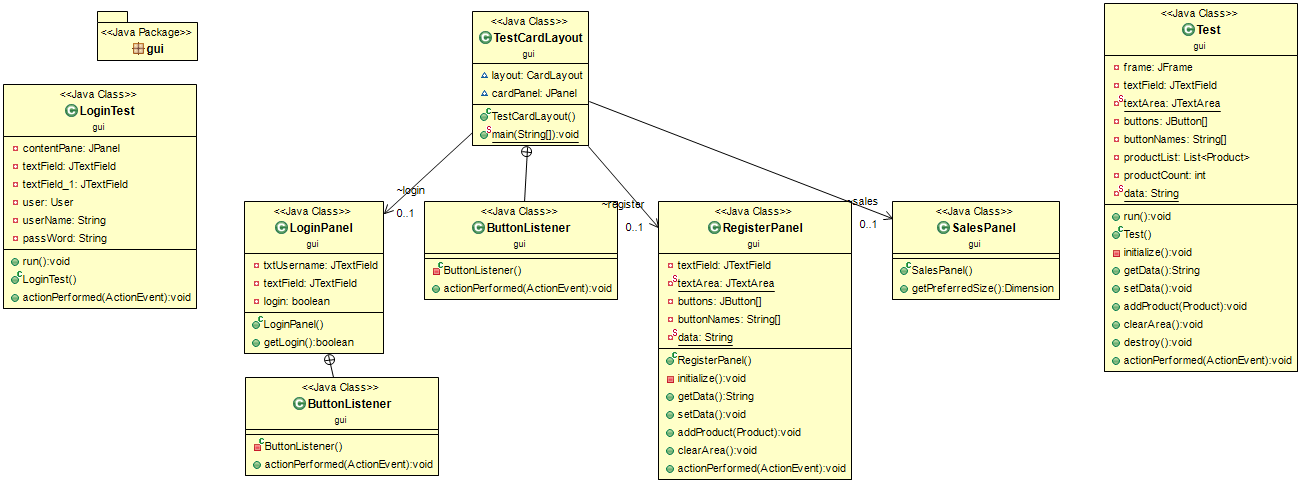 <<Java Package>>
gui
<<Java Class>>
LoginTest
gui
contentPane: JPanel
textField: JTextField
textField_1: JTextField
user: User
userName: String
passWord: String
run():void
LoginTest()
actionPerformed(ActionEvent):void
<<Java Class>>
TestCardLayout
gui
layout: CardLayout
cardPanel: JPanel
TestCardLayout()
main(String[]):void
~login
0..1
~register
0..1
~sales
0..1
<<Java Class>>
LoginPanel
gui
txtUsername: JTextField
textField: JTextField
login: boolean
LoginPanel()
getLogin():boolean
<<Java Class>>
ButtonListener
gui
ButtonListener()
actionPerformed(ActionEvent):void
<<Java Class>>
ButtonListener
gui
ButtonListener()
actionPerformed(ActionEvent):void
<<Java Class>>
RegisterPanel
gui
textField: JTextField
textArea: JTextArea
buttons: JButton[]
buttonNames: String[]
data: String
RegisterPanel()
initialize():void
getData():String
setData():void
addProduct(Product):void
clearArea():void
actionPerformed(ActionEvent):void
<<Java Class>>
SalesPanel
gui
SalesPanel()
getPreferredSize():Dimension
<<Java Class>>
Test
gui
frame: JFrame
textField: JTextField
textArea: JTextArea
buttons: JButton[]
buttonNames: String[]
productList: List<Product>
productCount: int
data: String
run():void
Test()
initialize():void
getData():String
setData():void
addProduct(Product):void
clearArea():void
destroy():void
actionPerformed(ActionEvent):void